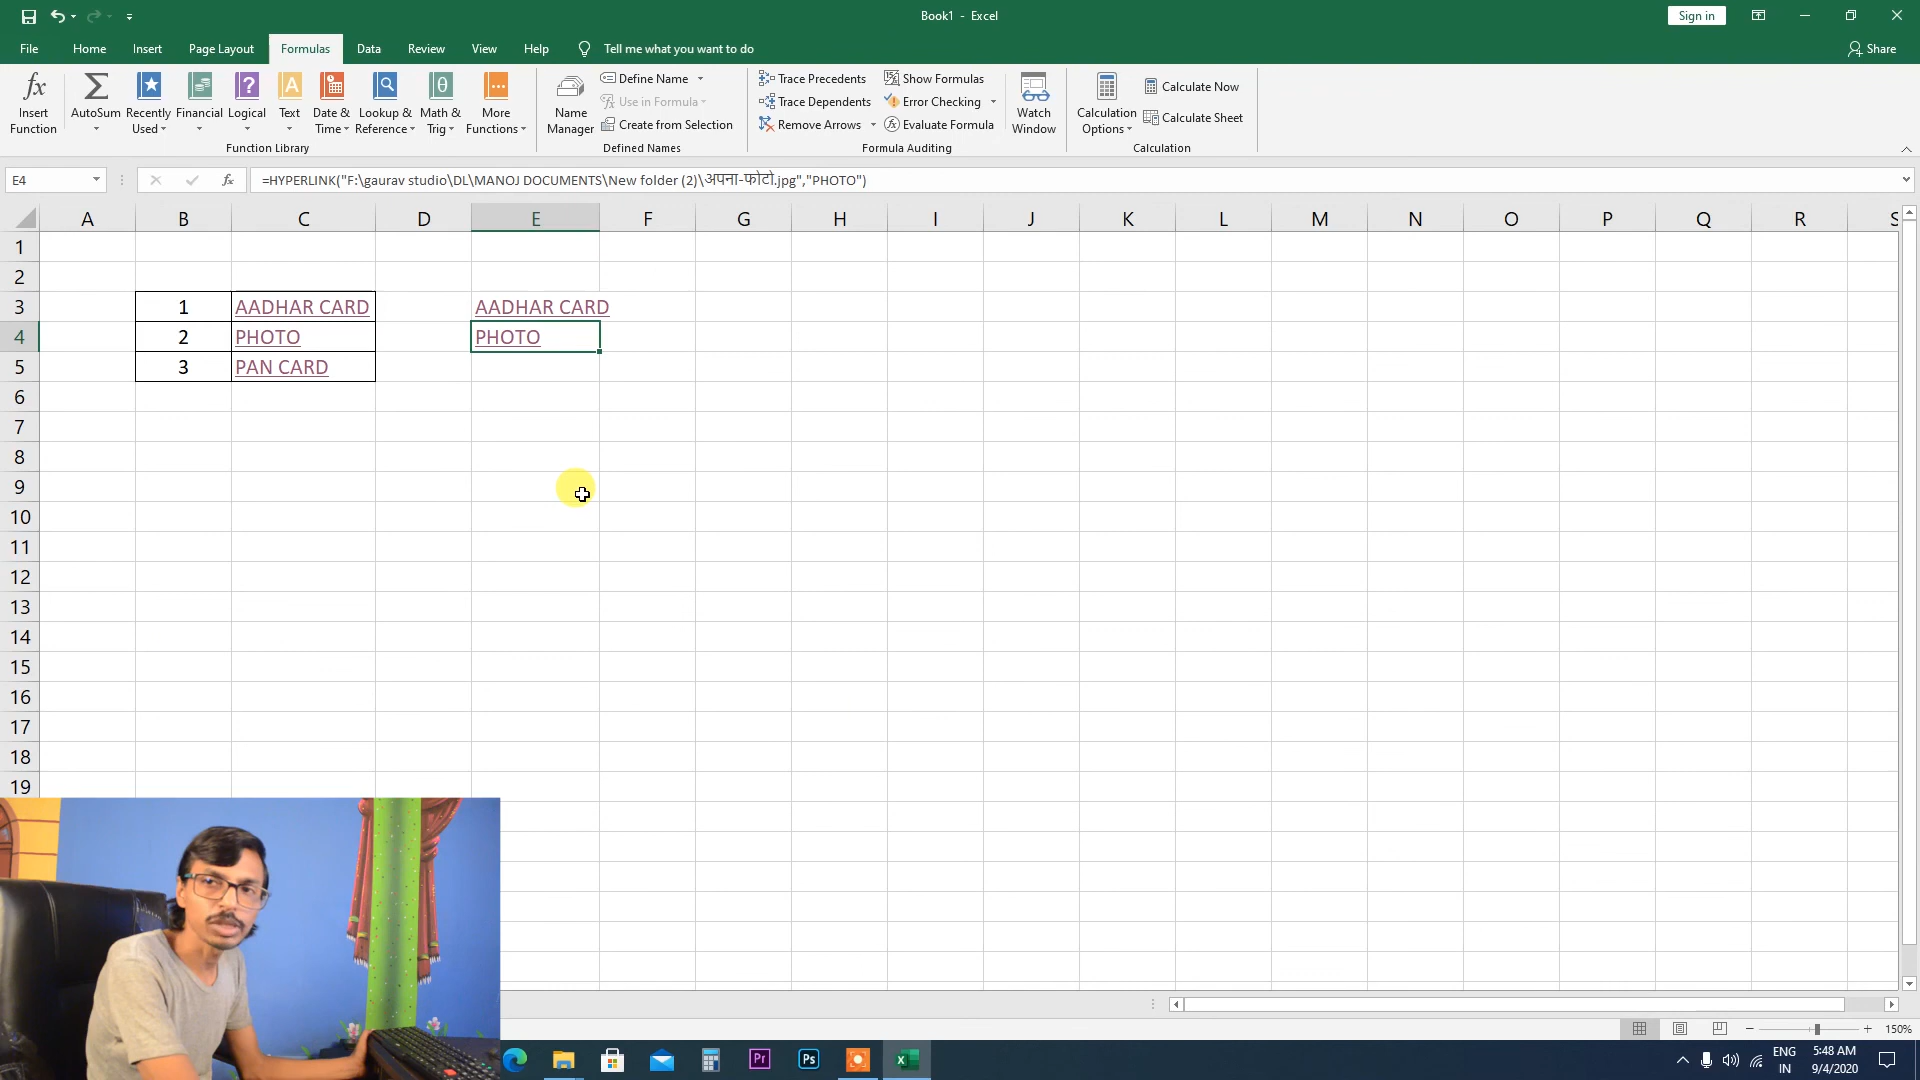 Book1 - Excel
Sign in
File Home Insert Page Layout Formulas Data Review View Help Tell me what you want to do
Share
Insert Function
AutoSum
Recently Used
Financial
Logical
Text
Date & Time
Lookup & Reference
Math & Trig
More Functions
Function Library
Name Manager
Define Name
Use in Formula
Create from Selection
Defined Names
Trace Precedents
Trace Dependents
Remove Arrows
Show Formulas
Error Checking
Evaluate Formula
Formula Auditing
Watch Window
Calculation Options
Calculate Now
Calculate Sheet
Calculation
E4
fx
=HYPERLINK("F:\gaurav studio\DL\MANOJ DOCUMENTS\New folder (2)\अपना-फोटो.jpg","PHOTO")
A B C D E F G H I J K L M N O P Q R S
1
2
3 1 AADHAR CARD AADHAR CARD
4 2 PHOTO PHOTO
5 3 PAN CARD
6
7
8
9
10
11
12
13
14
15
16
17
18
19
150%
Pr
Ps
ENG
IN
5:48 AM
9/4/2020